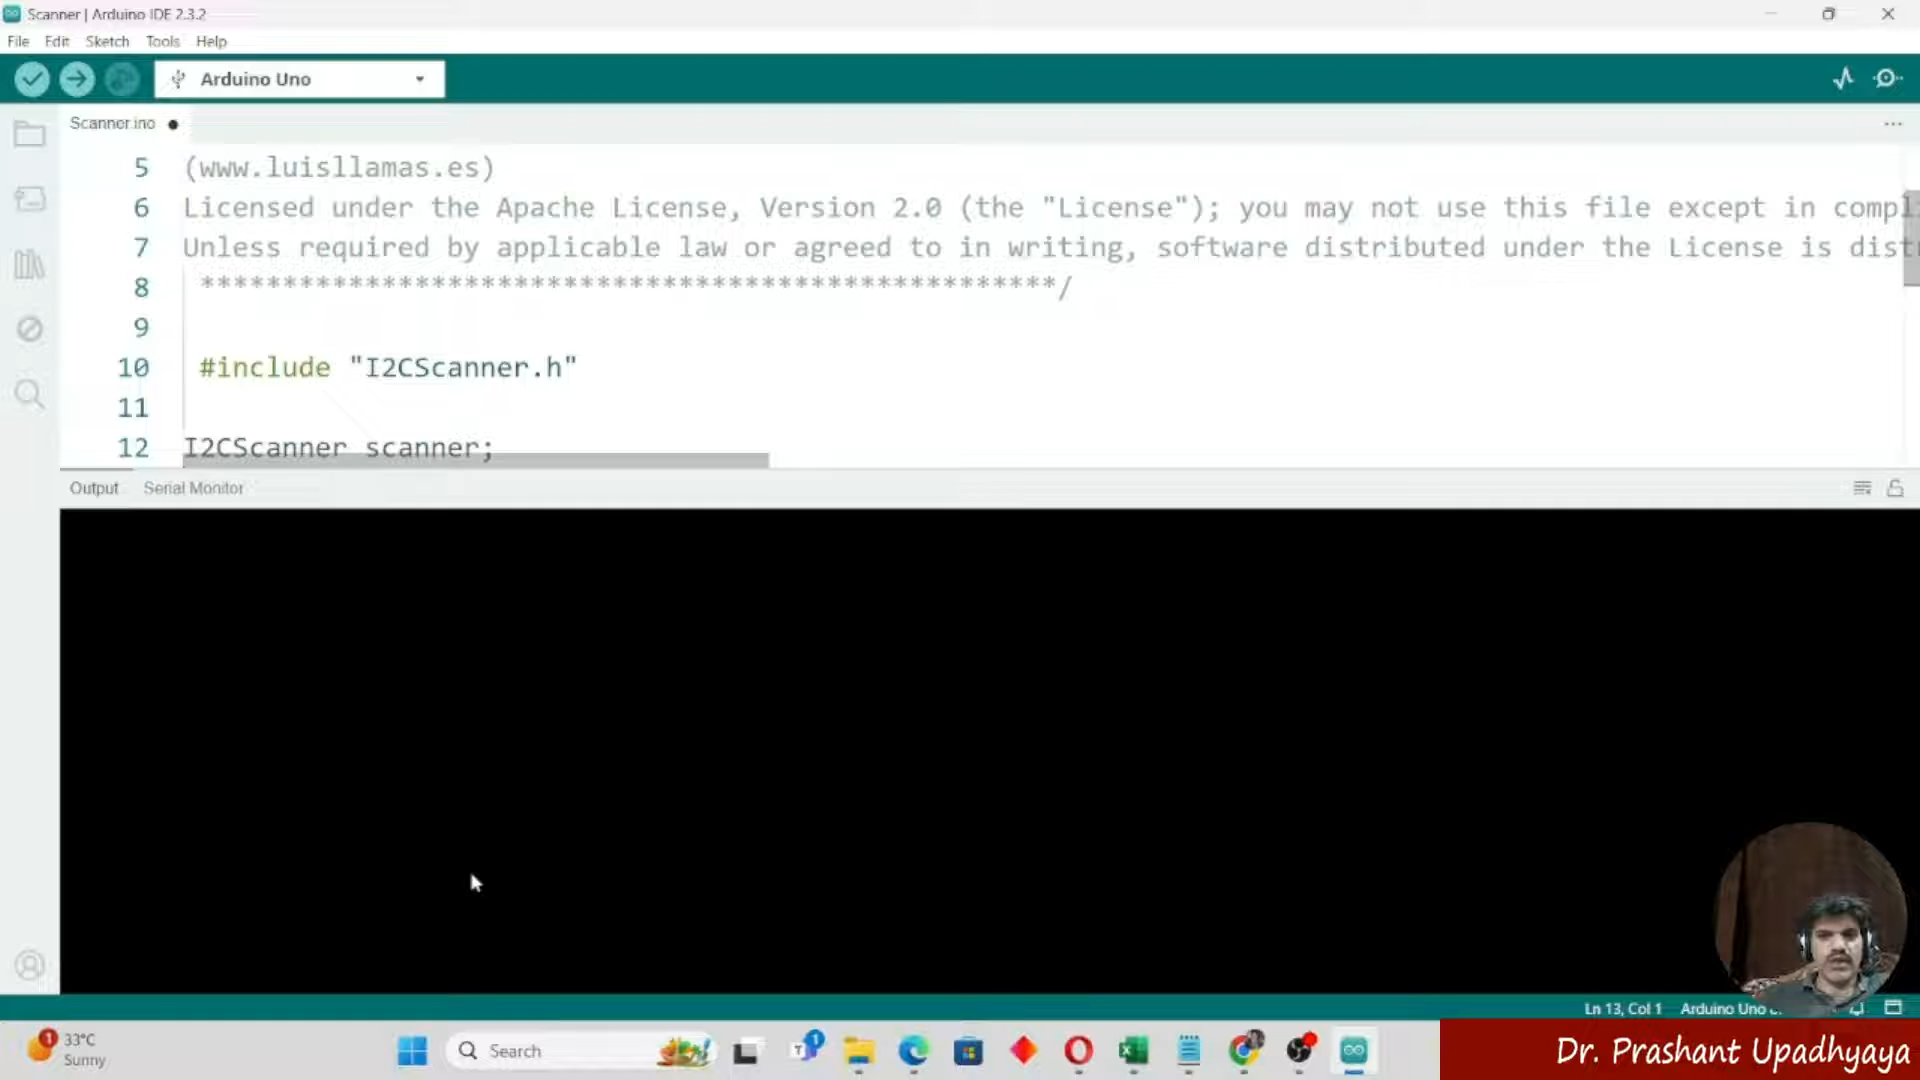 Scanner | Arduino IDE 2.3.2
File Edit Sketch Tools Help
Arduino Uno
Scanner.ino
5 (www.luisllamas.es)
6 Licensed under the Apache License, Version 2.0 (the "License"); you may not use this file except in compl
7 Unless required by applicable law or agreed to in writing, software distributed under the License is dist
8 ****************************************************/
9
10 #include "I2CScanner.h"
11
12 I2CScanner scanner;
Output Serial Monitor
Ln 13, Col 1 Arduino Uno
1 33°C
Sunny
Search
1
Dr. Prashant Upadhyaya